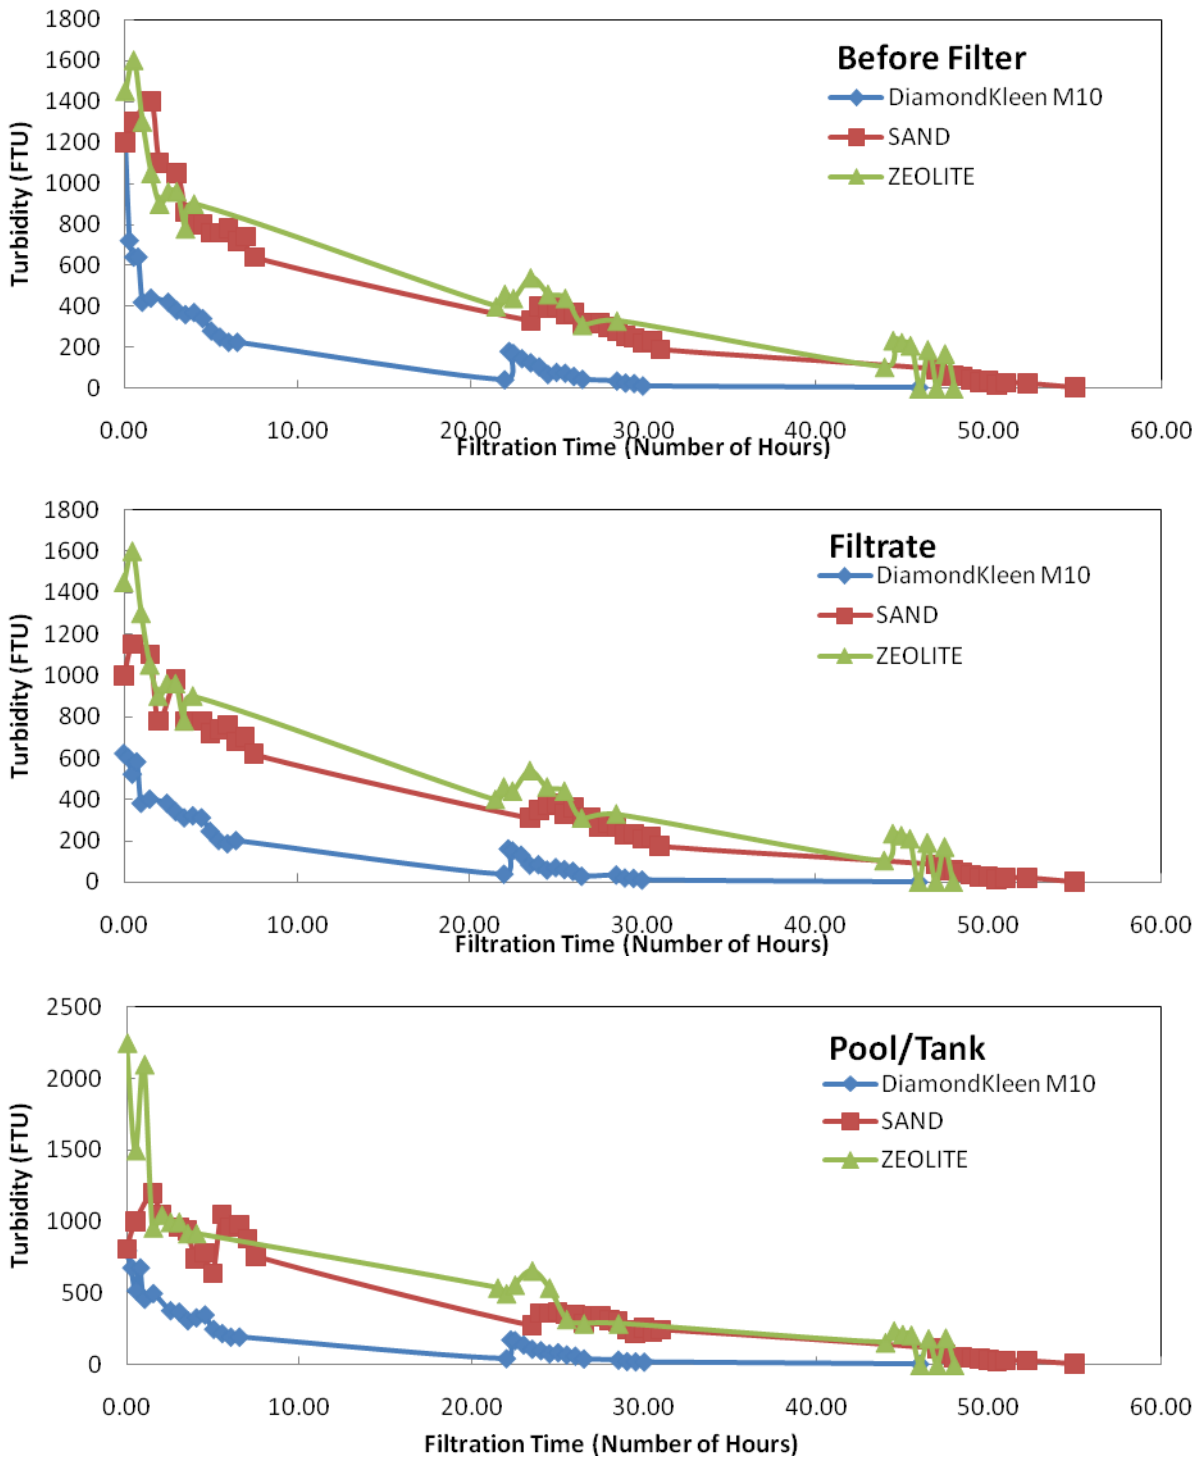 1800
1600
1400
1200
1000
800
600
400
200
0
Turbidity (FTU)
Before Filter
DiamondKleen M10
SAND
ZEOLITE
0.00 10.00 20.00 30.00 40.00 50.00 60.00
Filtration Time (Number of Hours)
1800
1600
1400
1200
1000
800
600
400
200
0
Turbidity (FTU)
Filtrate
DiamondKleen M10
SAND
ZEOLITE
0.00 10.00 20.00 30.00 40.00 50.00 60.00
Filtration Time (Number of Hours)
2500
2000
1500
1000
500
0
Turbidity (FTU)
Pool/Tank
DiamondKleen M10
SAND
ZEOLITE
0.00 10.00 20.00 30.00 40.00 50.00 60.00
Filtration Time (Number of Hours)